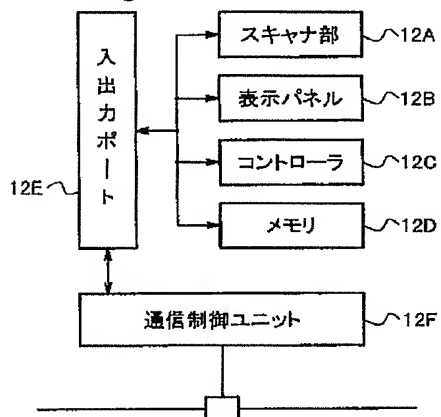 スキャナ部
12A
表示パネル
12B
コントローラ
12C
メモリ
12D
入出力ポート
12E
通信制御ユニット
12F